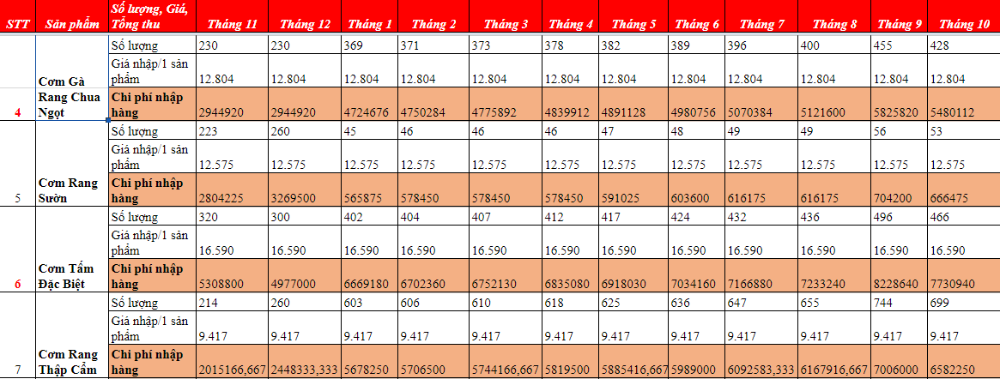 STT Sản phẩm Số lượng, Giá, Tổng thu Tháng 11 Tháng 12 Tháng 1 Tháng 2 Tháng 3 Tháng 4 Tháng 5 Tháng 6 Tháng 7 Tháng 8 Tháng 9 Tháng 10
4 Cơm Gà Rang Chua Ngọt
Số lượng 230 230 369 371 373 378 382 389 396 400 455 428
Giá nhập/1 sản phẩm 12.804 12.804 12.804 12.804 12.804 12.804 12.804 12.804 12.804 12.804 12.804 12.804
Chi phí nhập hàng 2944920 2944920 4724676 4750284 4775892 4839912 4891128 4980756 5070384 5121600 5825820 5480112
5 Cơm Rang Sườn
Số lượng 223 260 45 46 46 46 47 48 49 49 56 53
Giá nhập/1 sản phẩm 12.575 12.575 12.575 12.575 12.575 12.575 12.575 12.575 12.575 12.575 12.575 12.575
Chi phí nhập hàng 2804225 3269500 565875 578450 578450 578450 591025 603600 616175 616175 704200 666475
6 Cơm Tấm Đặc Biệt
Số lượng 320 300 402 404 407 412 417 424 432 436 496 466
Giá nhập/1 sản phẩm 16.590 16.590 16.590 16.590 16.590 16.590 16.590 16.590 16.590 16.590 16.590 16.590
Chi phí nhập hàng 5308800 4977000 6669180 6702360 6752130 6835080 6918030 7034160 7166880 7233240 8228640 7730940
7 Cơm Rang Thập Cẩm
Số lượng 214 260 603 606 610 618 625 636 647 655 744 699
Giá nhập/1 sản phẩm 9.417 9.417 9.417 9.417 9.417 9.417 9.417 9.417 9.417 9.417 9.417 9.417
Chi phí nhập hàng 2015166,667 2448333,333 5678250 5706500 5744166,667 5819500 5885416,667 5989000 6092583,333 6167916,667 7006000 6582250